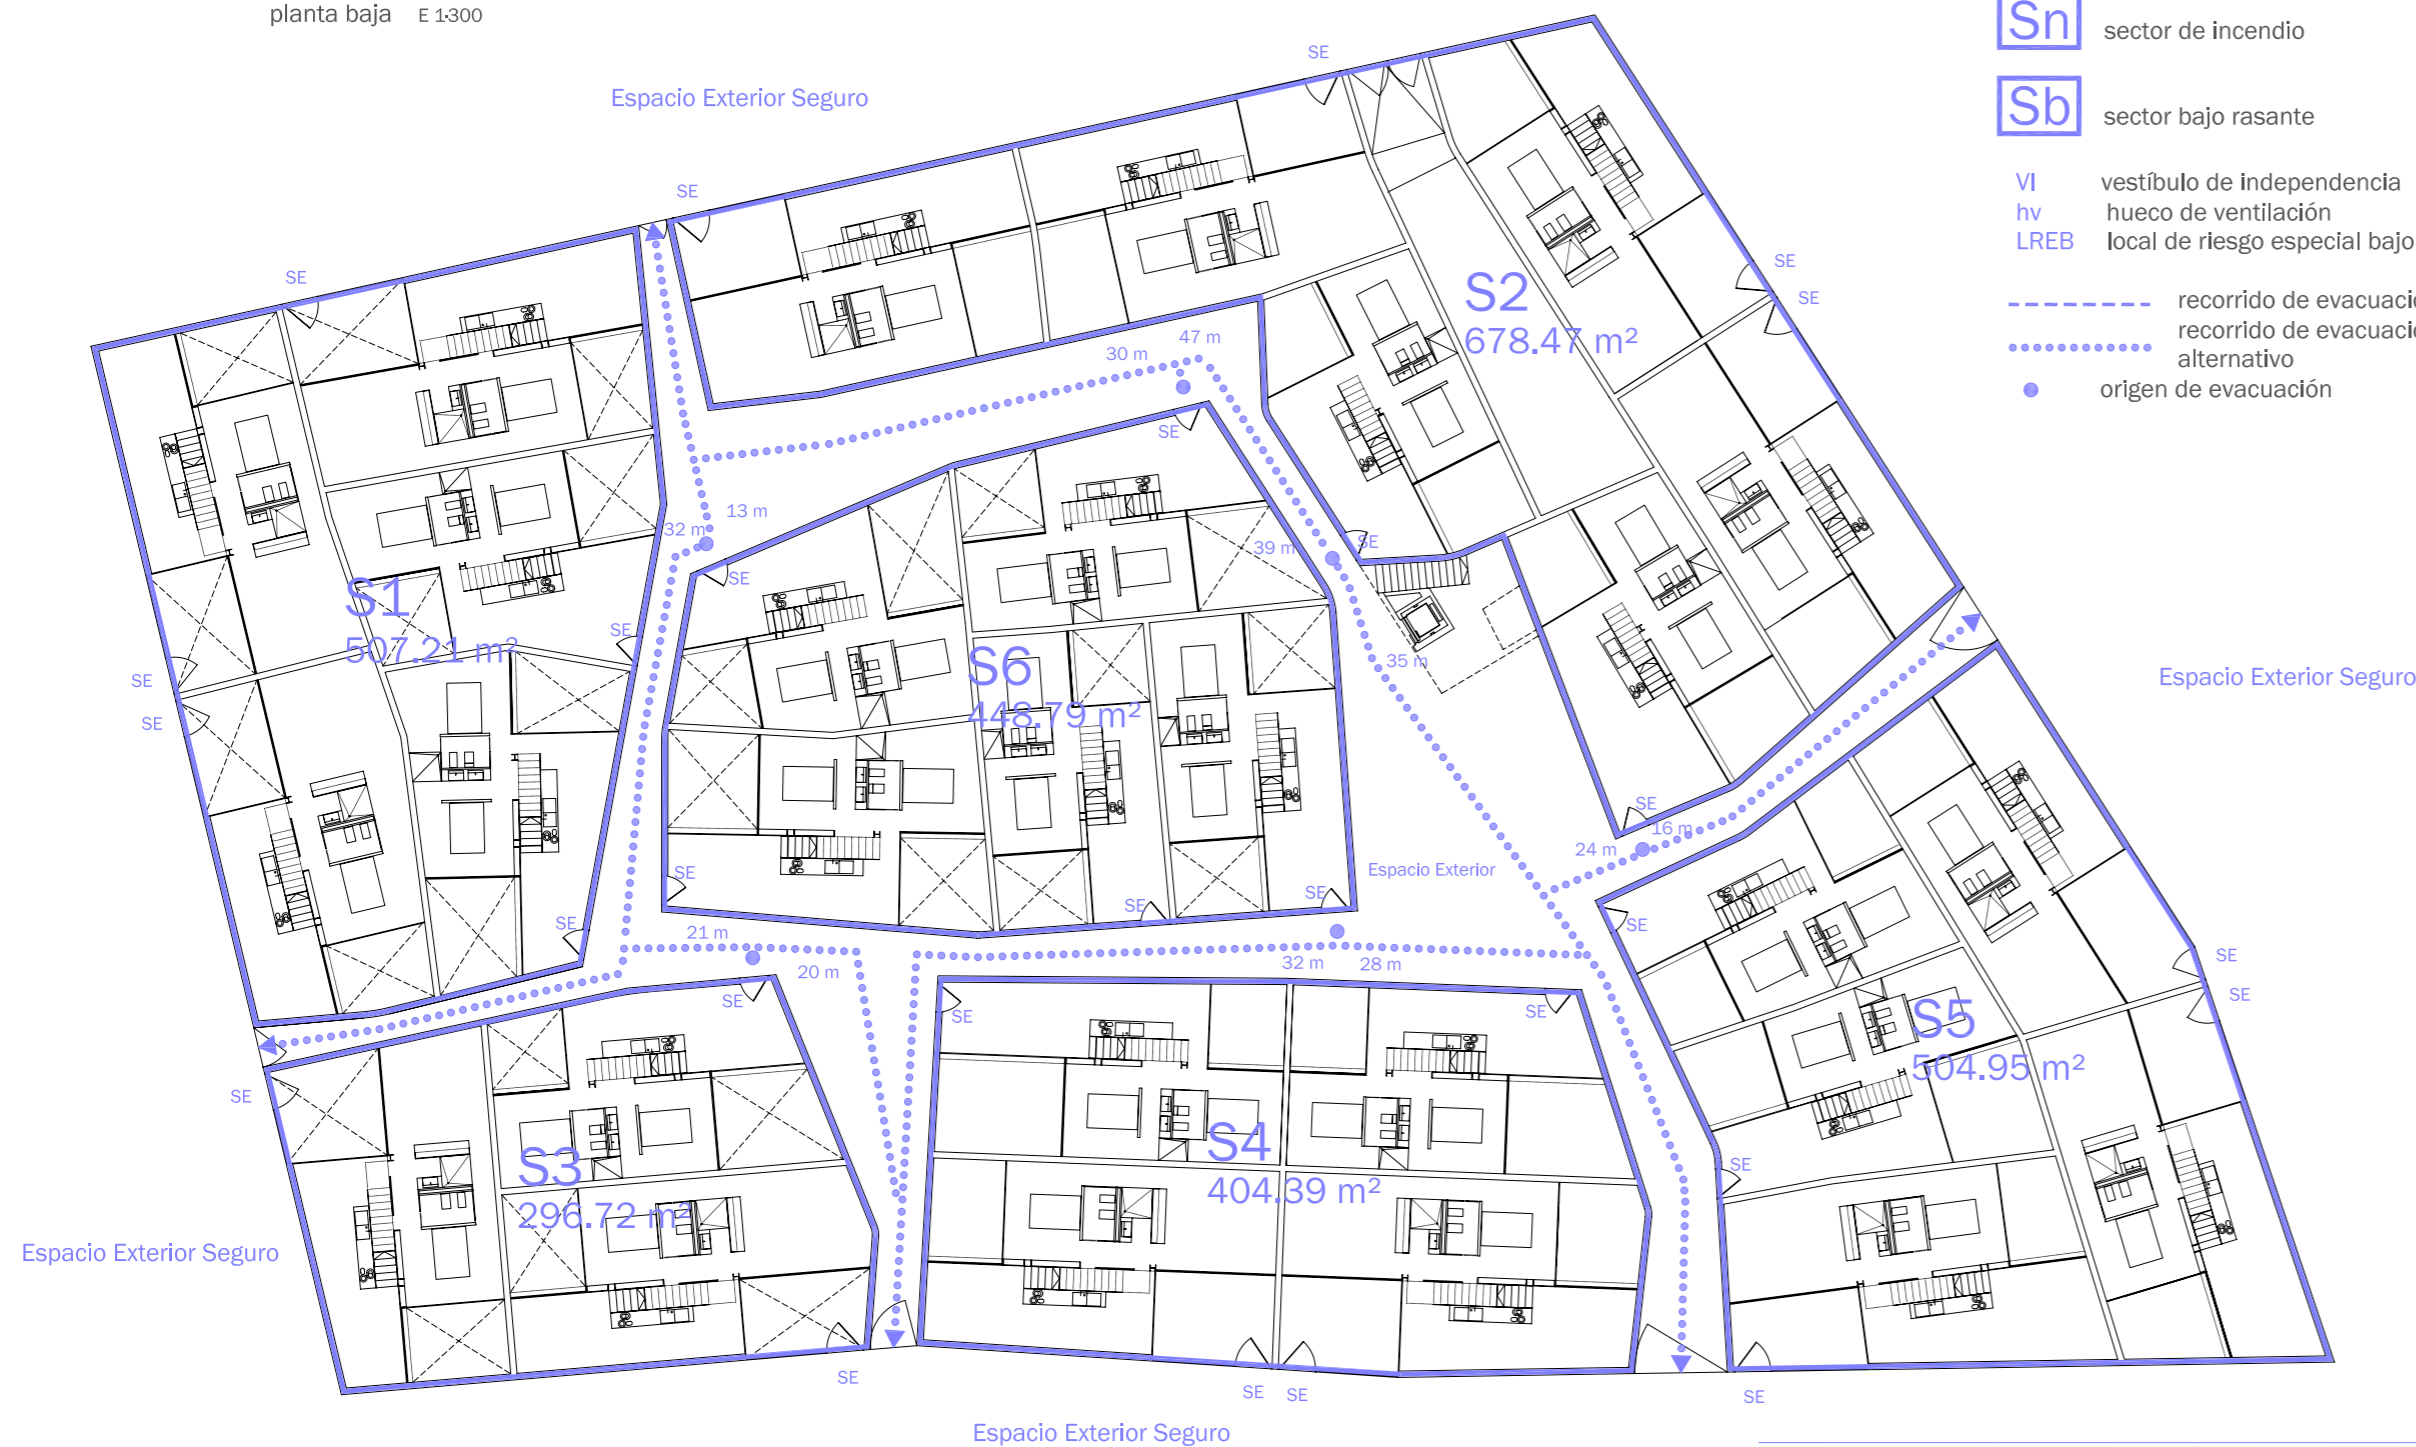 planta baja E 1:300
Sn sector de incendio
SE
Espacio Exterior Seguro
Sb sector bajo rasante
VI vestíbulo de independencia
SE
hv hueco de ventilación
LREB local de riesgo especial bajo
SE
SE
SE
S2
678.47 m²
recorrido de evacuació
recorrido de evacuació
alternativo
origen de evacuación
47 m
30 m
SE
13 m
32 m
SE
39 m
SE
S1
507.21 m²
SE
35 m
S6
448.79 m²
SE
SE
Espacio Exterior Seguro
SE
16 m
24 m
Espacio Exterior
SE
SE
SE
SE
SE
21 m
20 m
32 m 28 m
SE
SE
SE
SE
SE
SE
S5
504.95 m²
SE
S4
404.39 m²
SE
S3
296.72 m²
Espacio Exterior Seguro
SE
SE SE
SE
Espacio Exterior Seguro